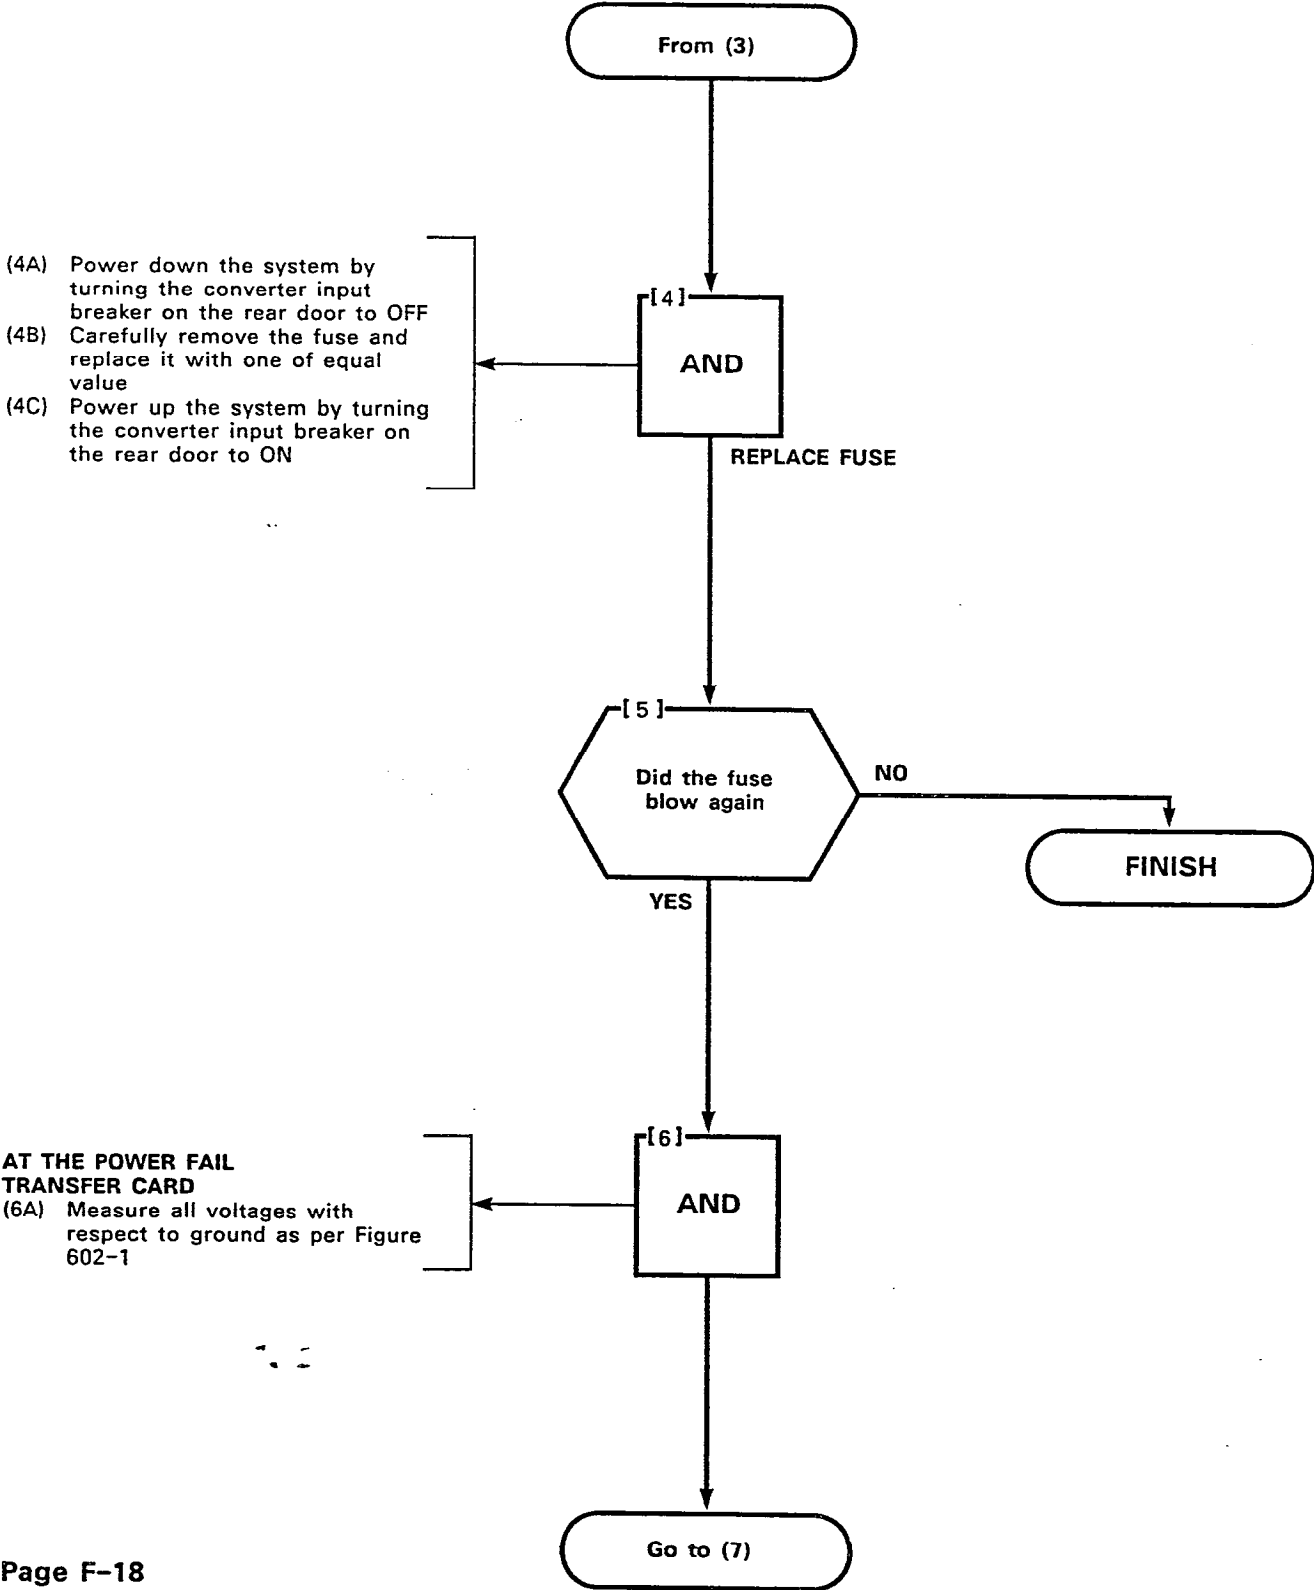 From (3)
(4A) Power down the system by
turning the converter input
breaker on the rear door to OFF
(4B) Carefully remove the fuse and
replace it with one of equal
value
(4C) Power up the system by turning
the converter input breaker on
the rear door to ON
[4]
AND
REPLACE FUSE
[5]
Did the fuse
blow again
NO
FINISH
YES
AT THE POWER FAIL
TRANSFER CARD
(6A) Measure all voltages with
respect to ground as per Figure
602-1
[6]
AND
Go to (7)
Page F-18